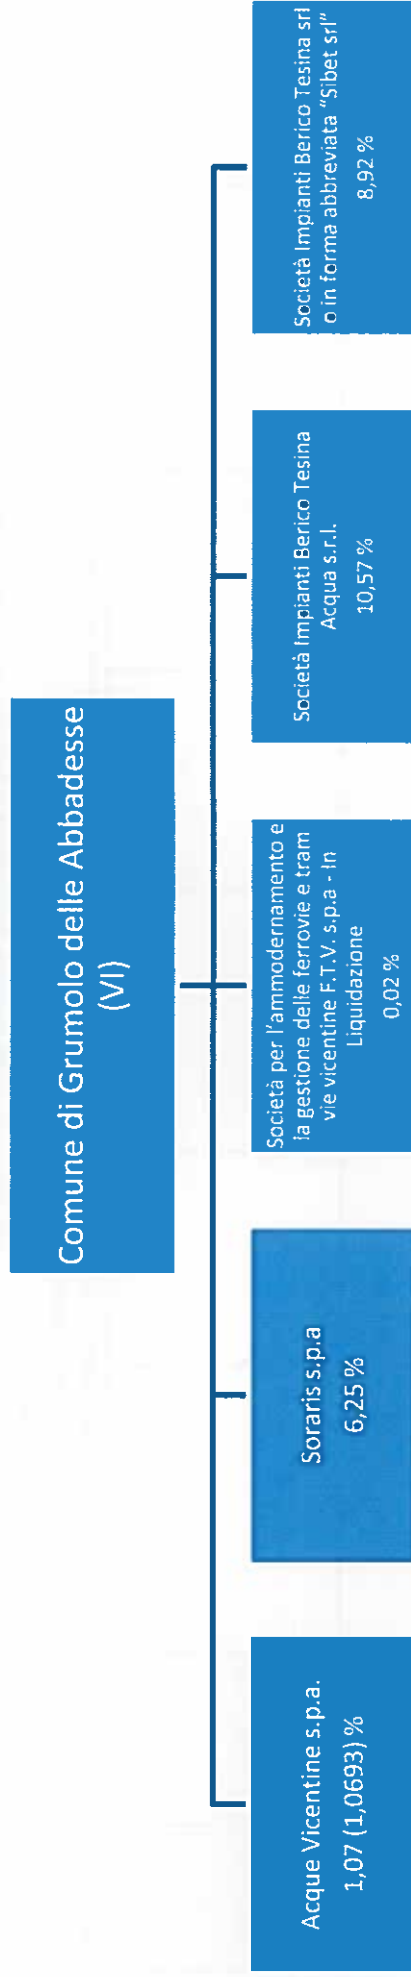 Comune di Grumolo delle Abbadesse
(VI)
Acque Vicentine s.p.a.
1,07 (1,0693) %
Soraris s.p.a
6,25 %
Società per l'ammodernamento e
la gestione delle ferrovie e tram
vie vicentine F.T.V. s.p.a - In
Liquidazione
0,02 %
Società Impianti Berico Tesina
Acqua s.r.l.
10,57 %
Società Impianti Berico Tesina srl
o in forma abbreviata "Sibet srl"
8,92 %